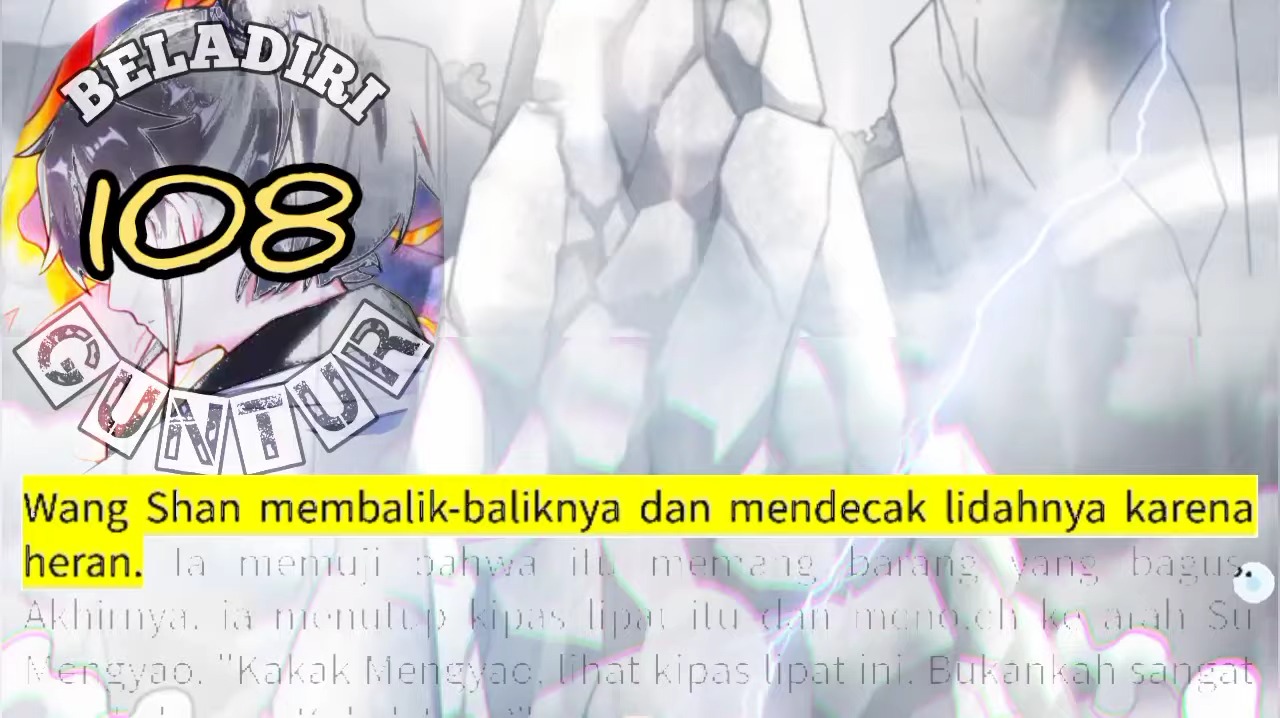 BELADIRI
108
GUNTUR
Wang Shan membalik-baliknya dan mendecak lidahnya karena
heran. Ia memuji bahwa itu memang barang yang bagus.
Akhirnya, ia menutup kipas lipat itu dan menoleh ke arah Su
Mengyao. "Kakak Mengyao, lihat kipas lipat ini. Bukankah sangat